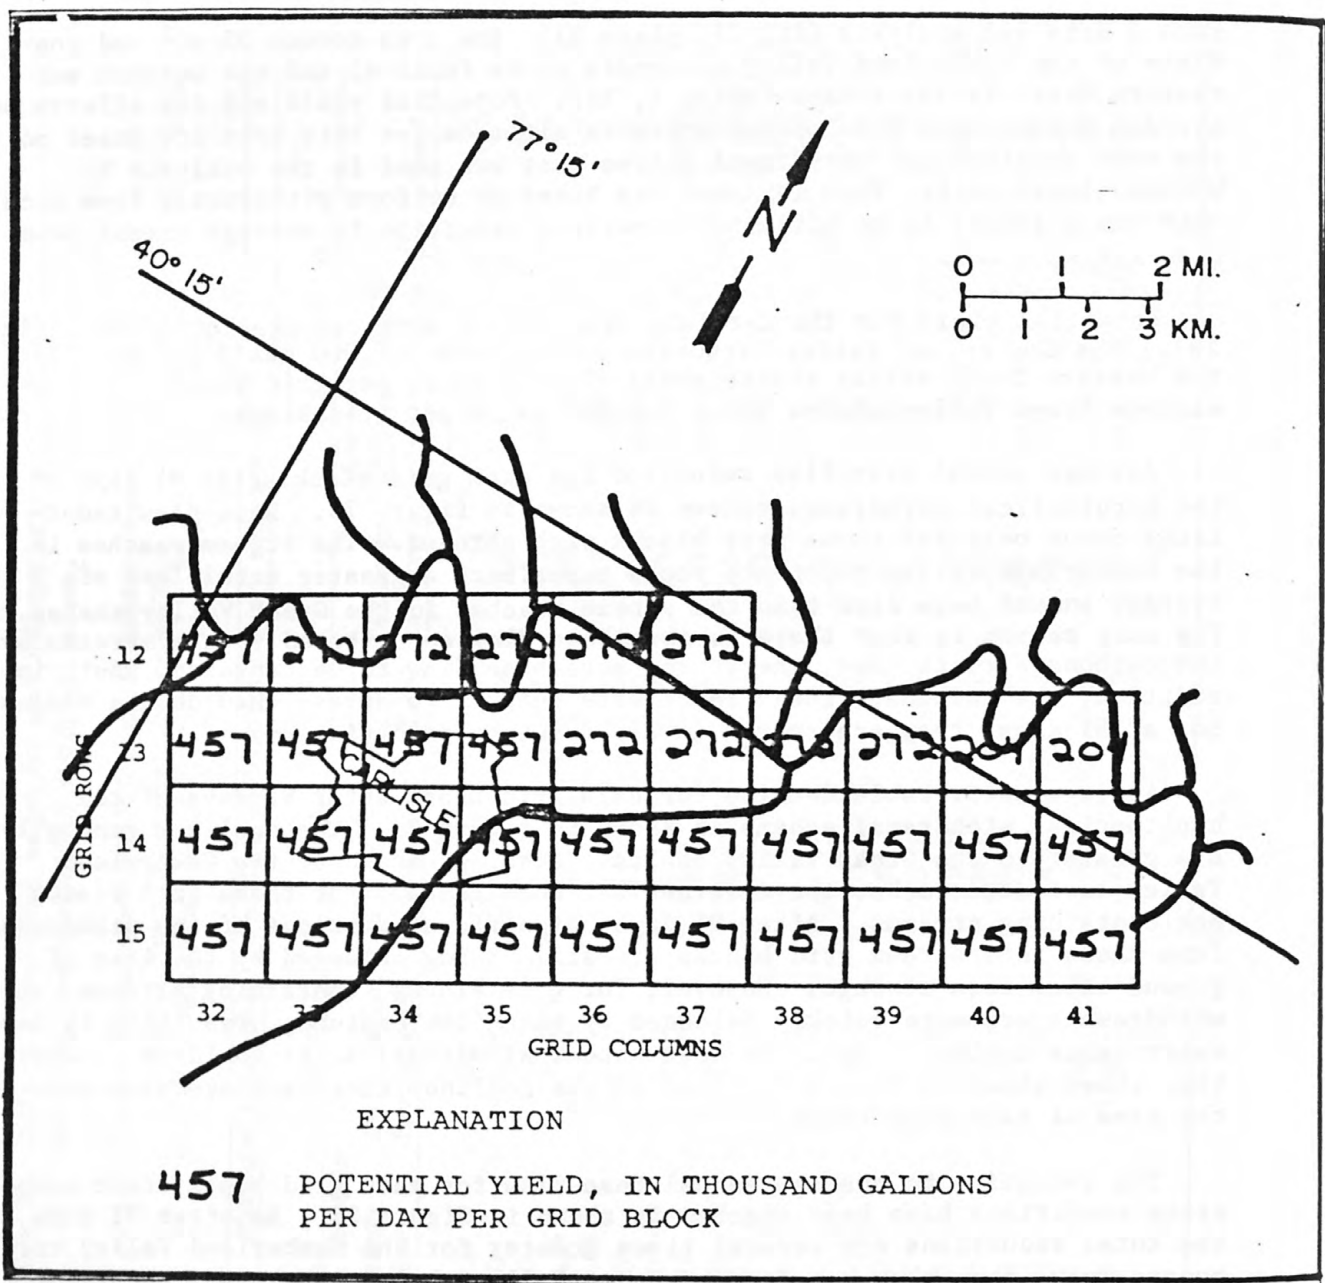 77°15'
40°15'
N
0 1 2 MI.
0 1 2 3 KM.
12 457 272 272 272 272 272
13 457 457 457 457 272 272 272 272 204 204
CARLISLE
14 457 457 457 457 457 457 457 457 457 457
15 457 457 457 457 457 457 457 457 457 457
GRID ROWS
32 33 34 35 36 37 38 39 40 41
GRID COLUMNS
EXPLANATION
457 POTENTIAL YIELD, IN THOUSAND GALLONS
PER DAY PER GRID BLOCK